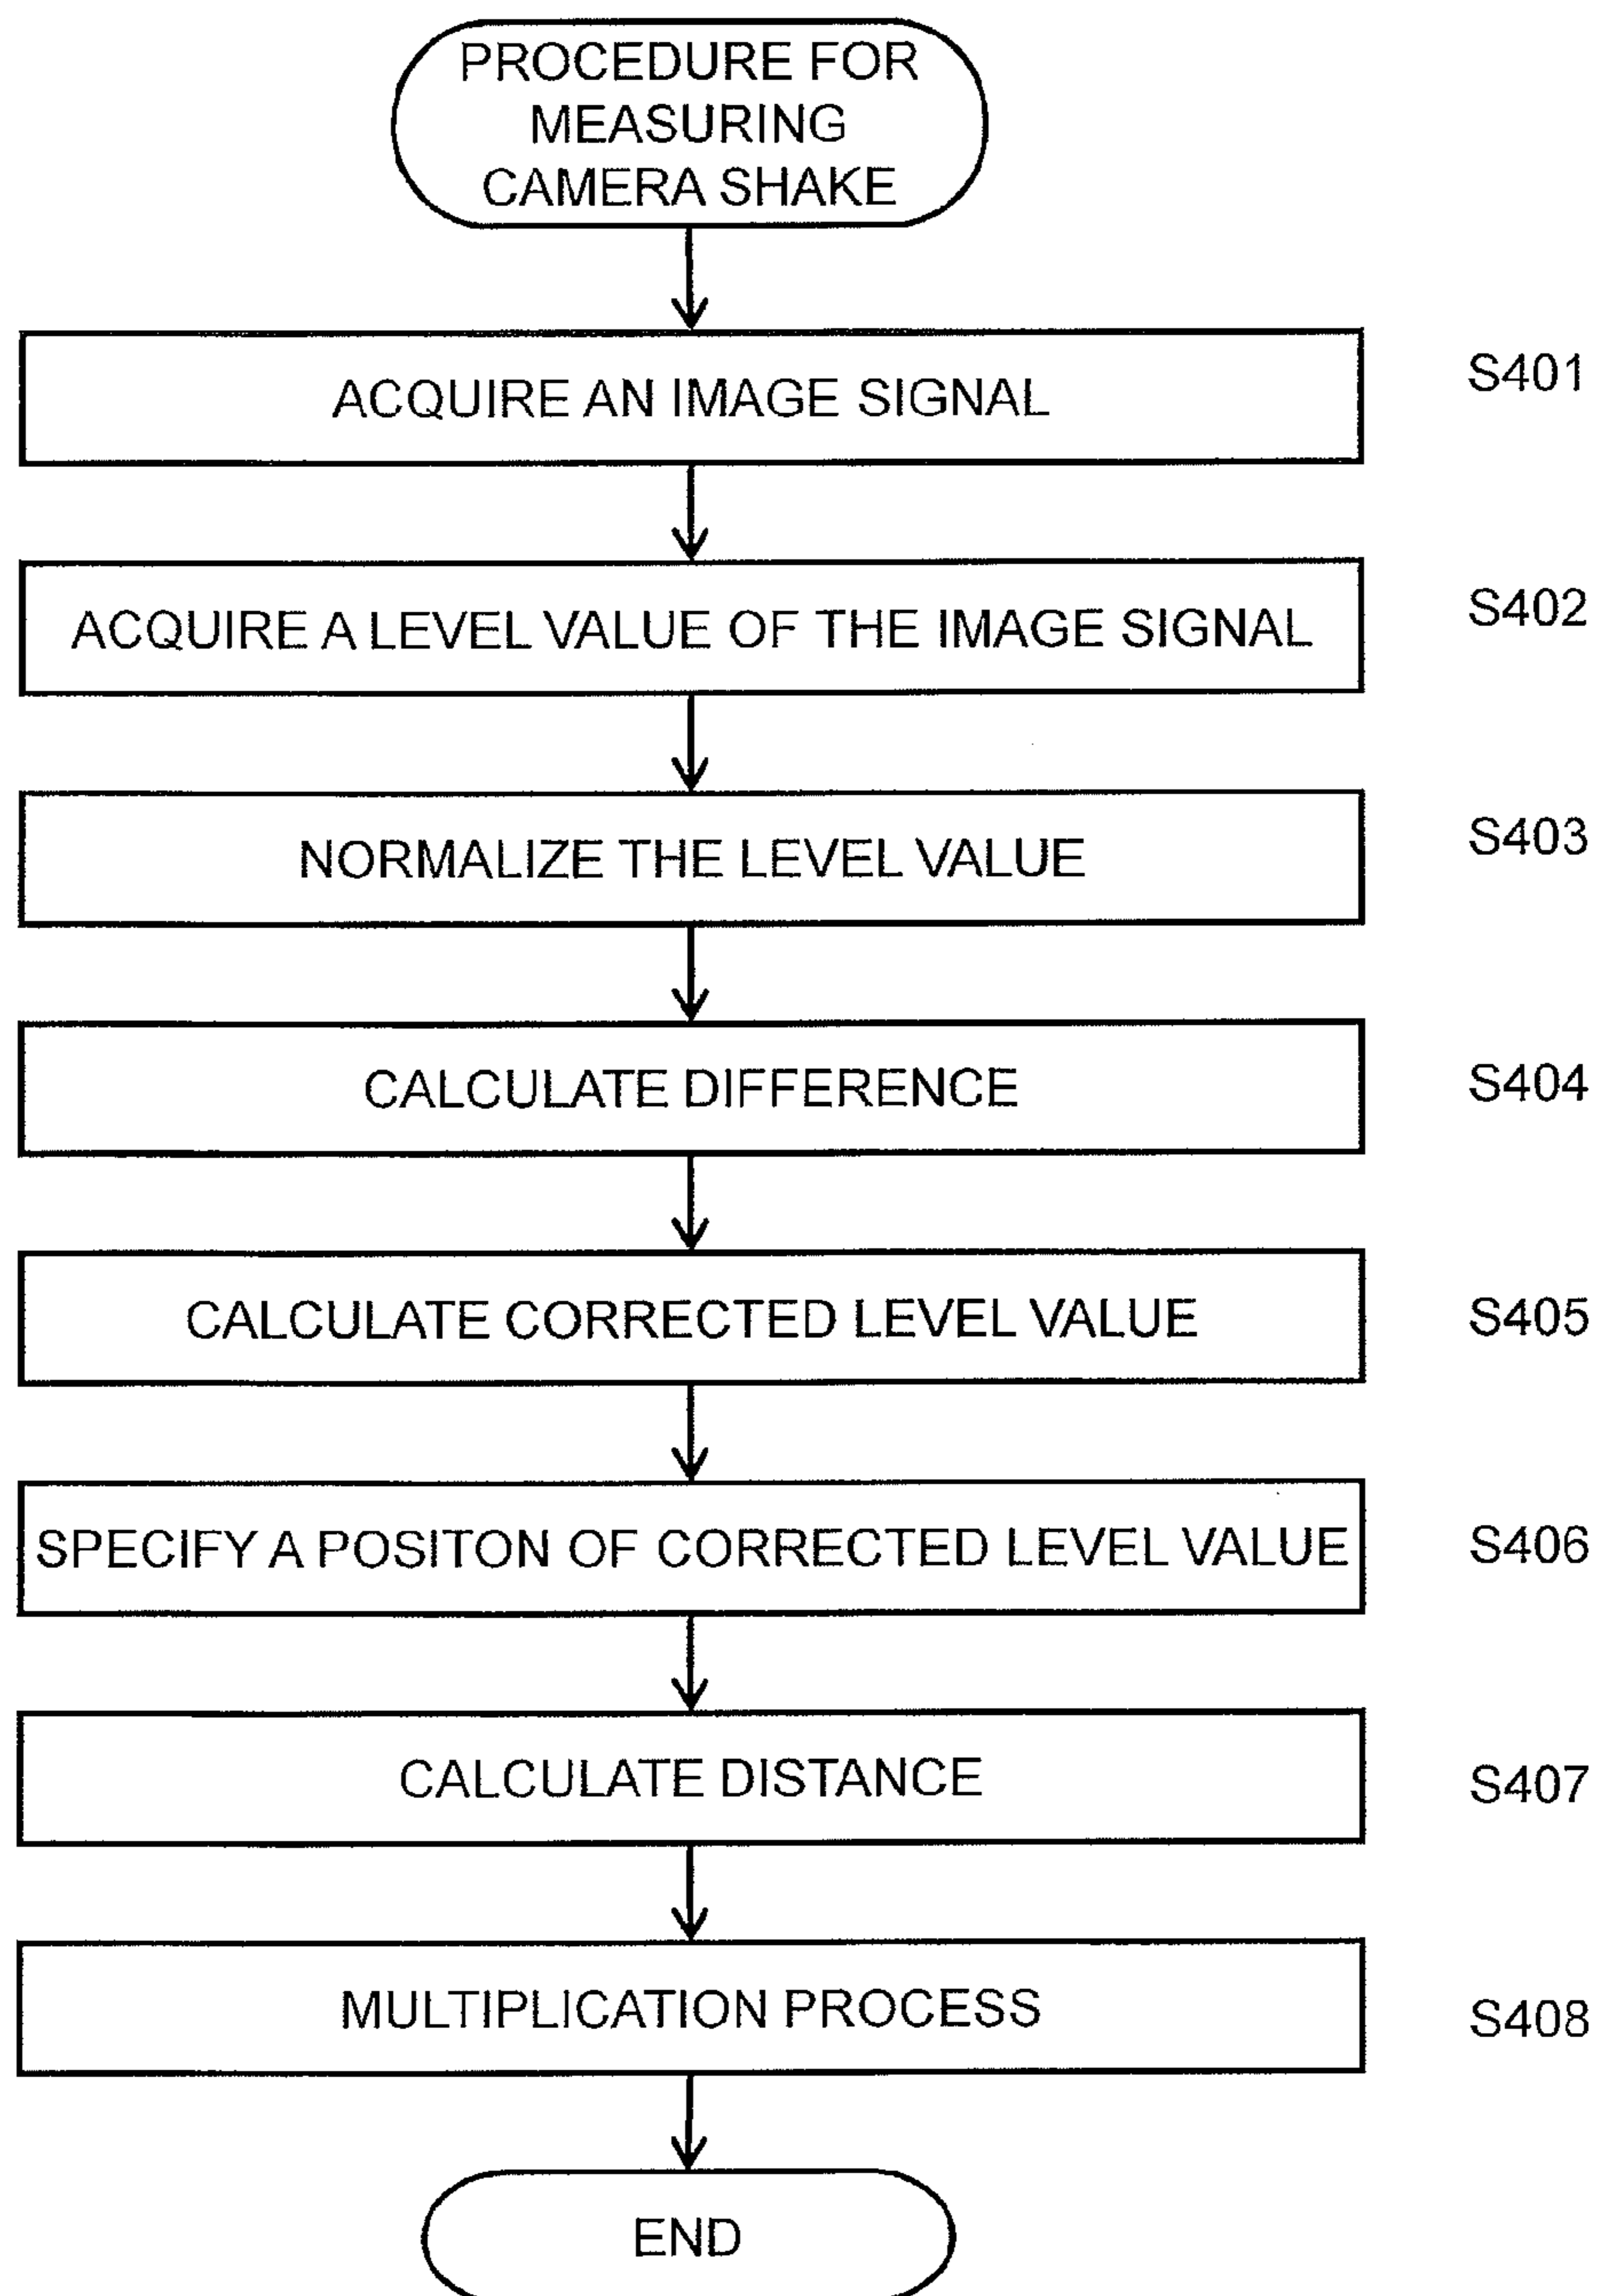 PROCEDURE FOR
MEASURING
CAMERA SHAKE
ACQUIRE AN IMAGE SIGNAL
S401
ACQUIRE A LEVEL VALUE OF THE IMAGE SIGNAL
S402
NORMALIZE THE LEVEL VALUE
S403
CALCULATE DIFFERENCE
S404
CALCULATE CORRECTED LEVEL VALUE
S405
SPECIFY A POSITON OF CORRECTED LEVEL VALUE
S406
CALCULATE DISTANCE
S407
MULTIPLICATION PROCESS
S408
END